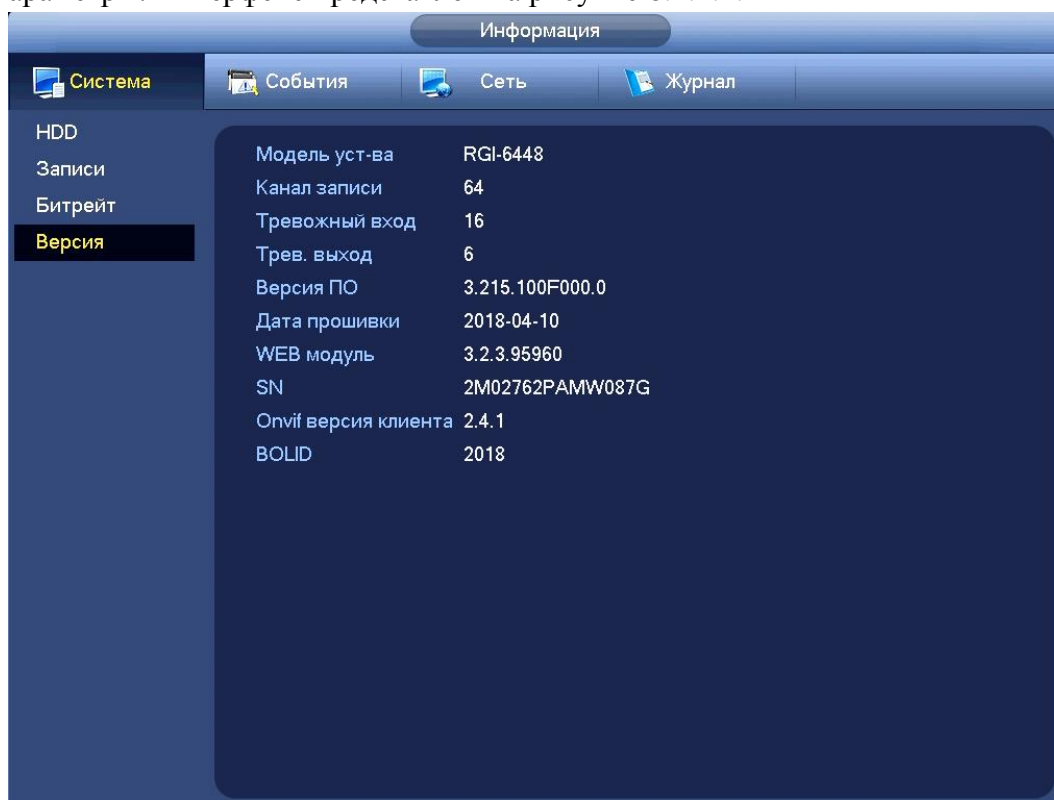 Информация
Система
События
Сеть
Журнал
HDD
Записи
Битрейт
Версия
Модель уст-ва RGI-6448
Канал записи 64
Тревожный вход 16
Трев. выход 6
Версия ПО 3.215.100F000.0
Дата прошивки 2018-04-10
WEB модуль 3.2.3.95960
SN 2M02762PAMW087G
Onvif версия клиента 2.4.1
BOLID 2018